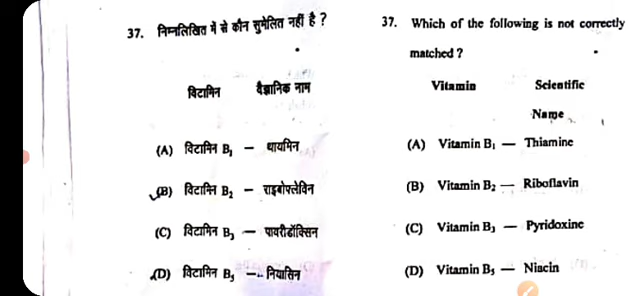 37. निम्नलिखित में से कौन सुमेलित नहीं है ?
विटामिन वैज्ञानिक नाम
(A) विटामिन B₁ — थायमिन
(B) विटामिन B₂ — राइबोफ्लेविन
(C) विटामिन B₃ — पायरीडॉक्सिन
(D) विटामिन B₅ — नियासिन
37. Which of the following is not correctly
matched ?
Vitamin Scientific
Name
(A) Vitamin B₁ — Thiamine
(B) Vitamin B₂ — Riboflavin
(C) Vitamin B₃ — Pyridoxine
(D) Vitamin B₅ — Niacin